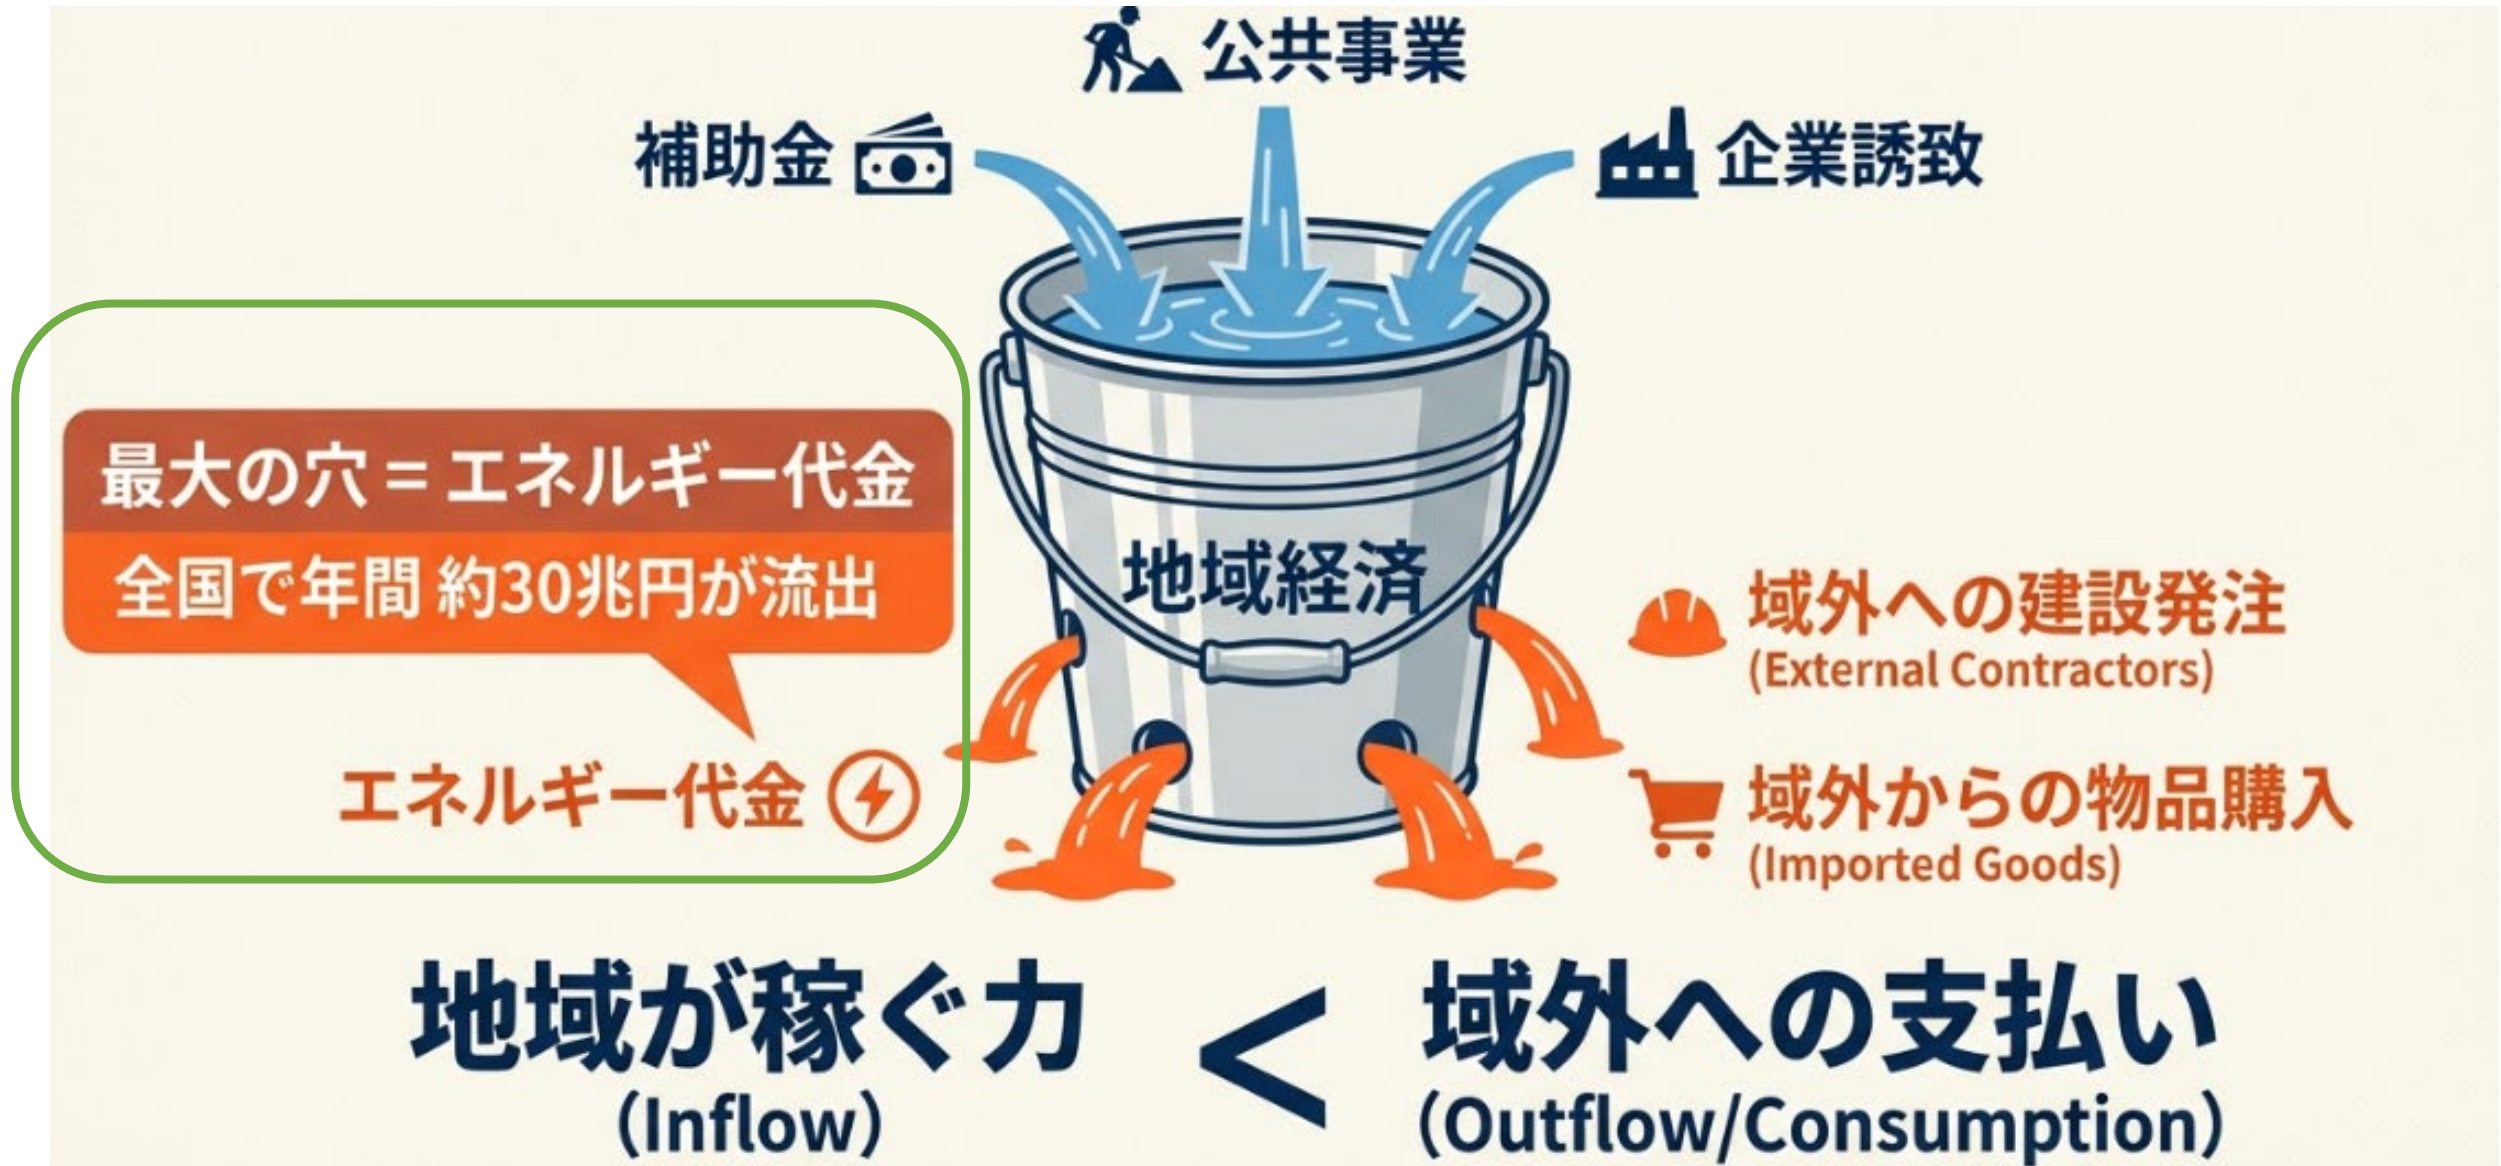 公共事業
補助金
企業誘致
最大の穴＝エネルギー代金
全国で年間 約30兆円が流出
エネルギー代金
地域経済
域外への建設発注
(External Contractors)
域外からの物品購入
(Imported Goods)
地域が稼ぐ力 < 域外への支払い
(Inflow) (Outflow/Consumption)